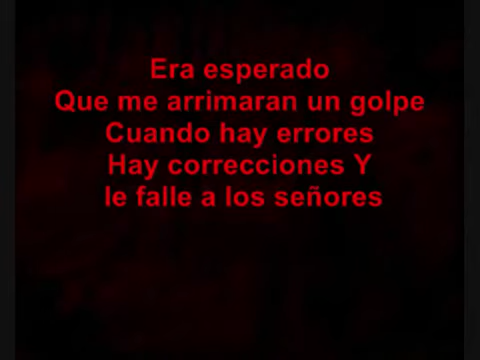 Era esperado
Que me arrimaran un golpe
Cuando hay errores
Hay correcciones Y
le falle a los señores